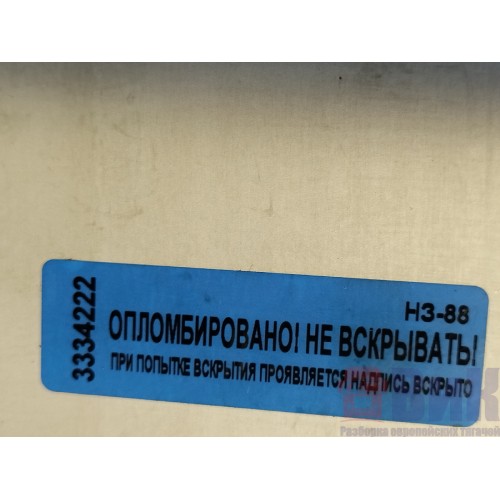 3334222
НЗ-88
ОПЛОМБИРОВАНО! НЕ ВСКРЫВАТЬ!
ПРИ ПОПЫТКЕ ВСКРЫТИЯ ПРОЯВЛЯЕТСЯ НАДПИСЬ ВСКРЫТО
Разборка европейских тягачей